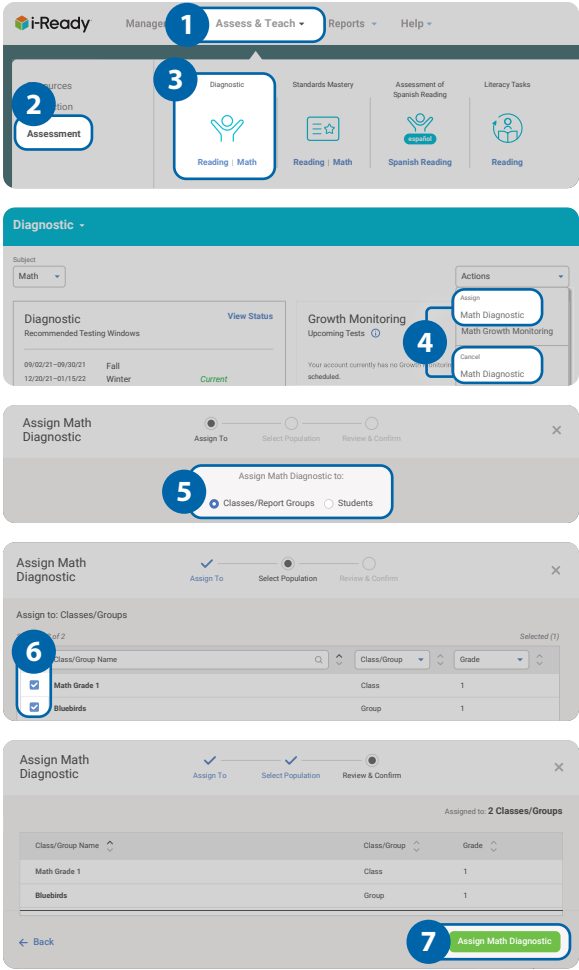 i-Ready
1
Assess & Teach
Reports
Help
2
Assessment
3
Diagnostic
Reading | Math
Standards Mastery
Reading | Math
Assessment of
Spanish Reading
español
Spanish Reading
Literacy Tasks
Reading
Diagnostic
Subject
Math
Actions
Assign
Math Diagnostic
Math Growth Monitoring
4
Cancel
Math Diagnostic
Diagnostic
View Status
Recommended Testing Windows
09/02/21–09/30/21 Fall
12/20/21–01/15/22 Winter Current
Growth Monitoring
Upcoming Tests
Your account currently has no Growth Monitoring
scheduled.
Assign Math
Diagnostic
Assign To
Select Population
Review & Confirm
5
Assign Math Diagnostic to:
Classes/Report Groups
Students
Assign Math
Diagnostic
Assign To
Select Population
Review & Confirm
Assign to: Classes/Groups
of 2
Selected (1)
6
Class/Group Name
Class/Group
Grade
Math Grade 1 Class 1
Bluebirds Group 1
Assign Math
Diagnostic
Assign To
Select Population
Review & Confirm
Assigned to: 2 Classes/Groups
Class/Group Name Class/Group Grade
Math Grade 1 Class 1
Bluebirds Group 1
← Back
7
Assign Math Diagnostic